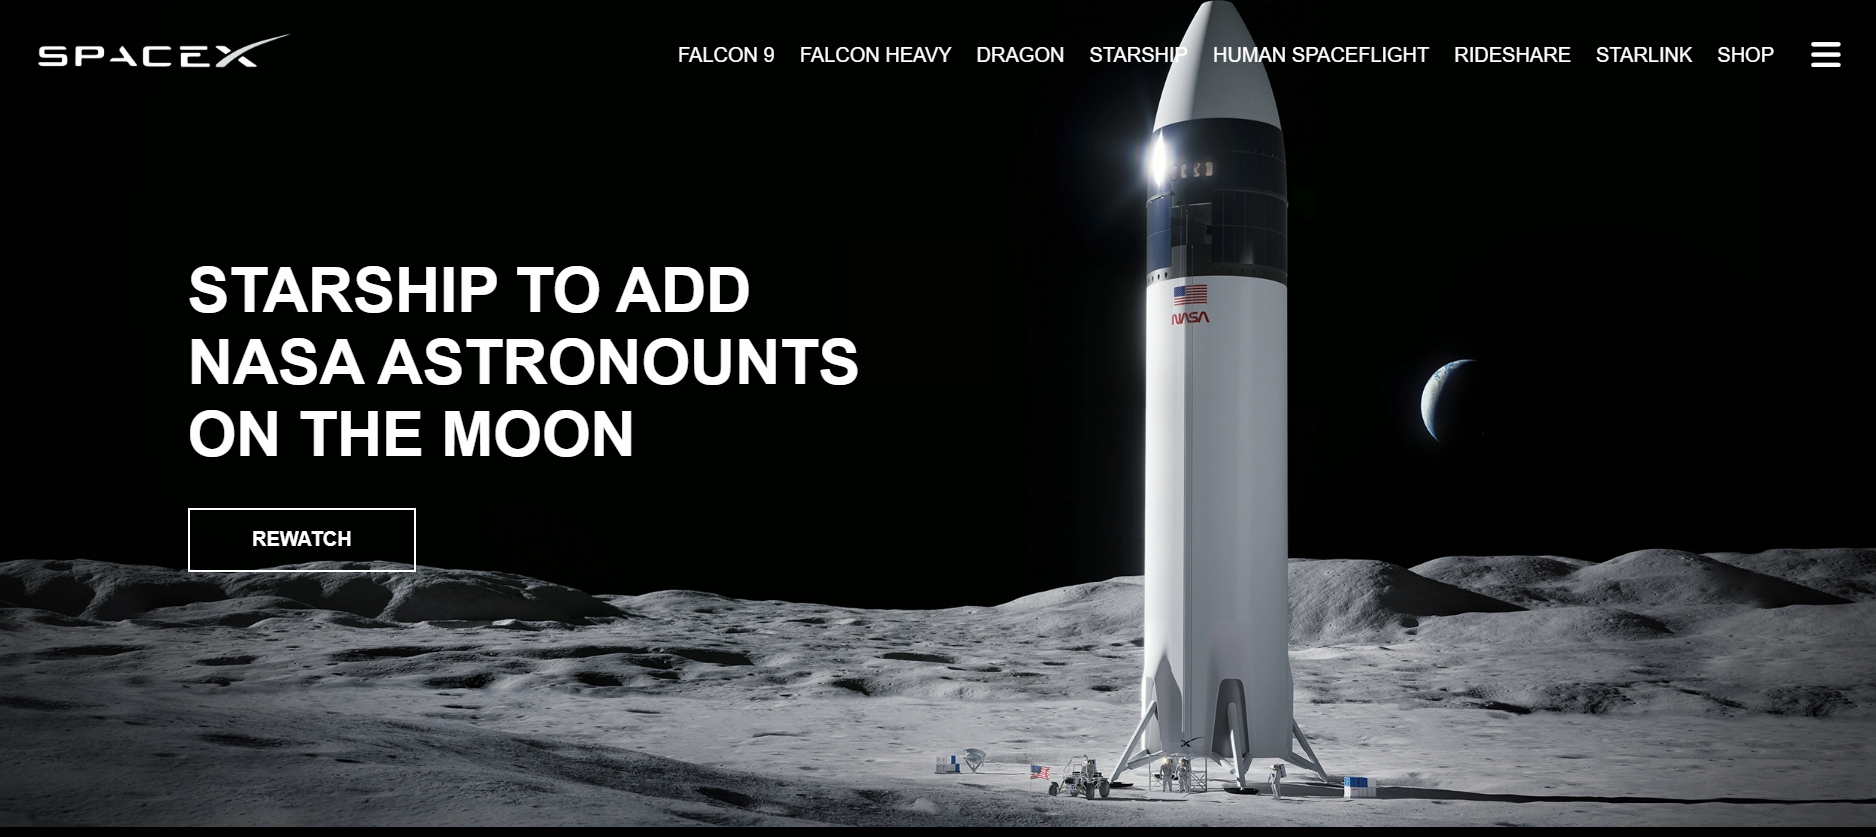 SPACEX
FALCON 9 FALCON HEAVY DRAGON STARSHIP HUMAN SPACEFLIGHT RIDESHARE STARLINK SHOP
STARSHIP TO ADD
NASA ASTRONOUNTS
ON THE MOON
REWATCH
NASA